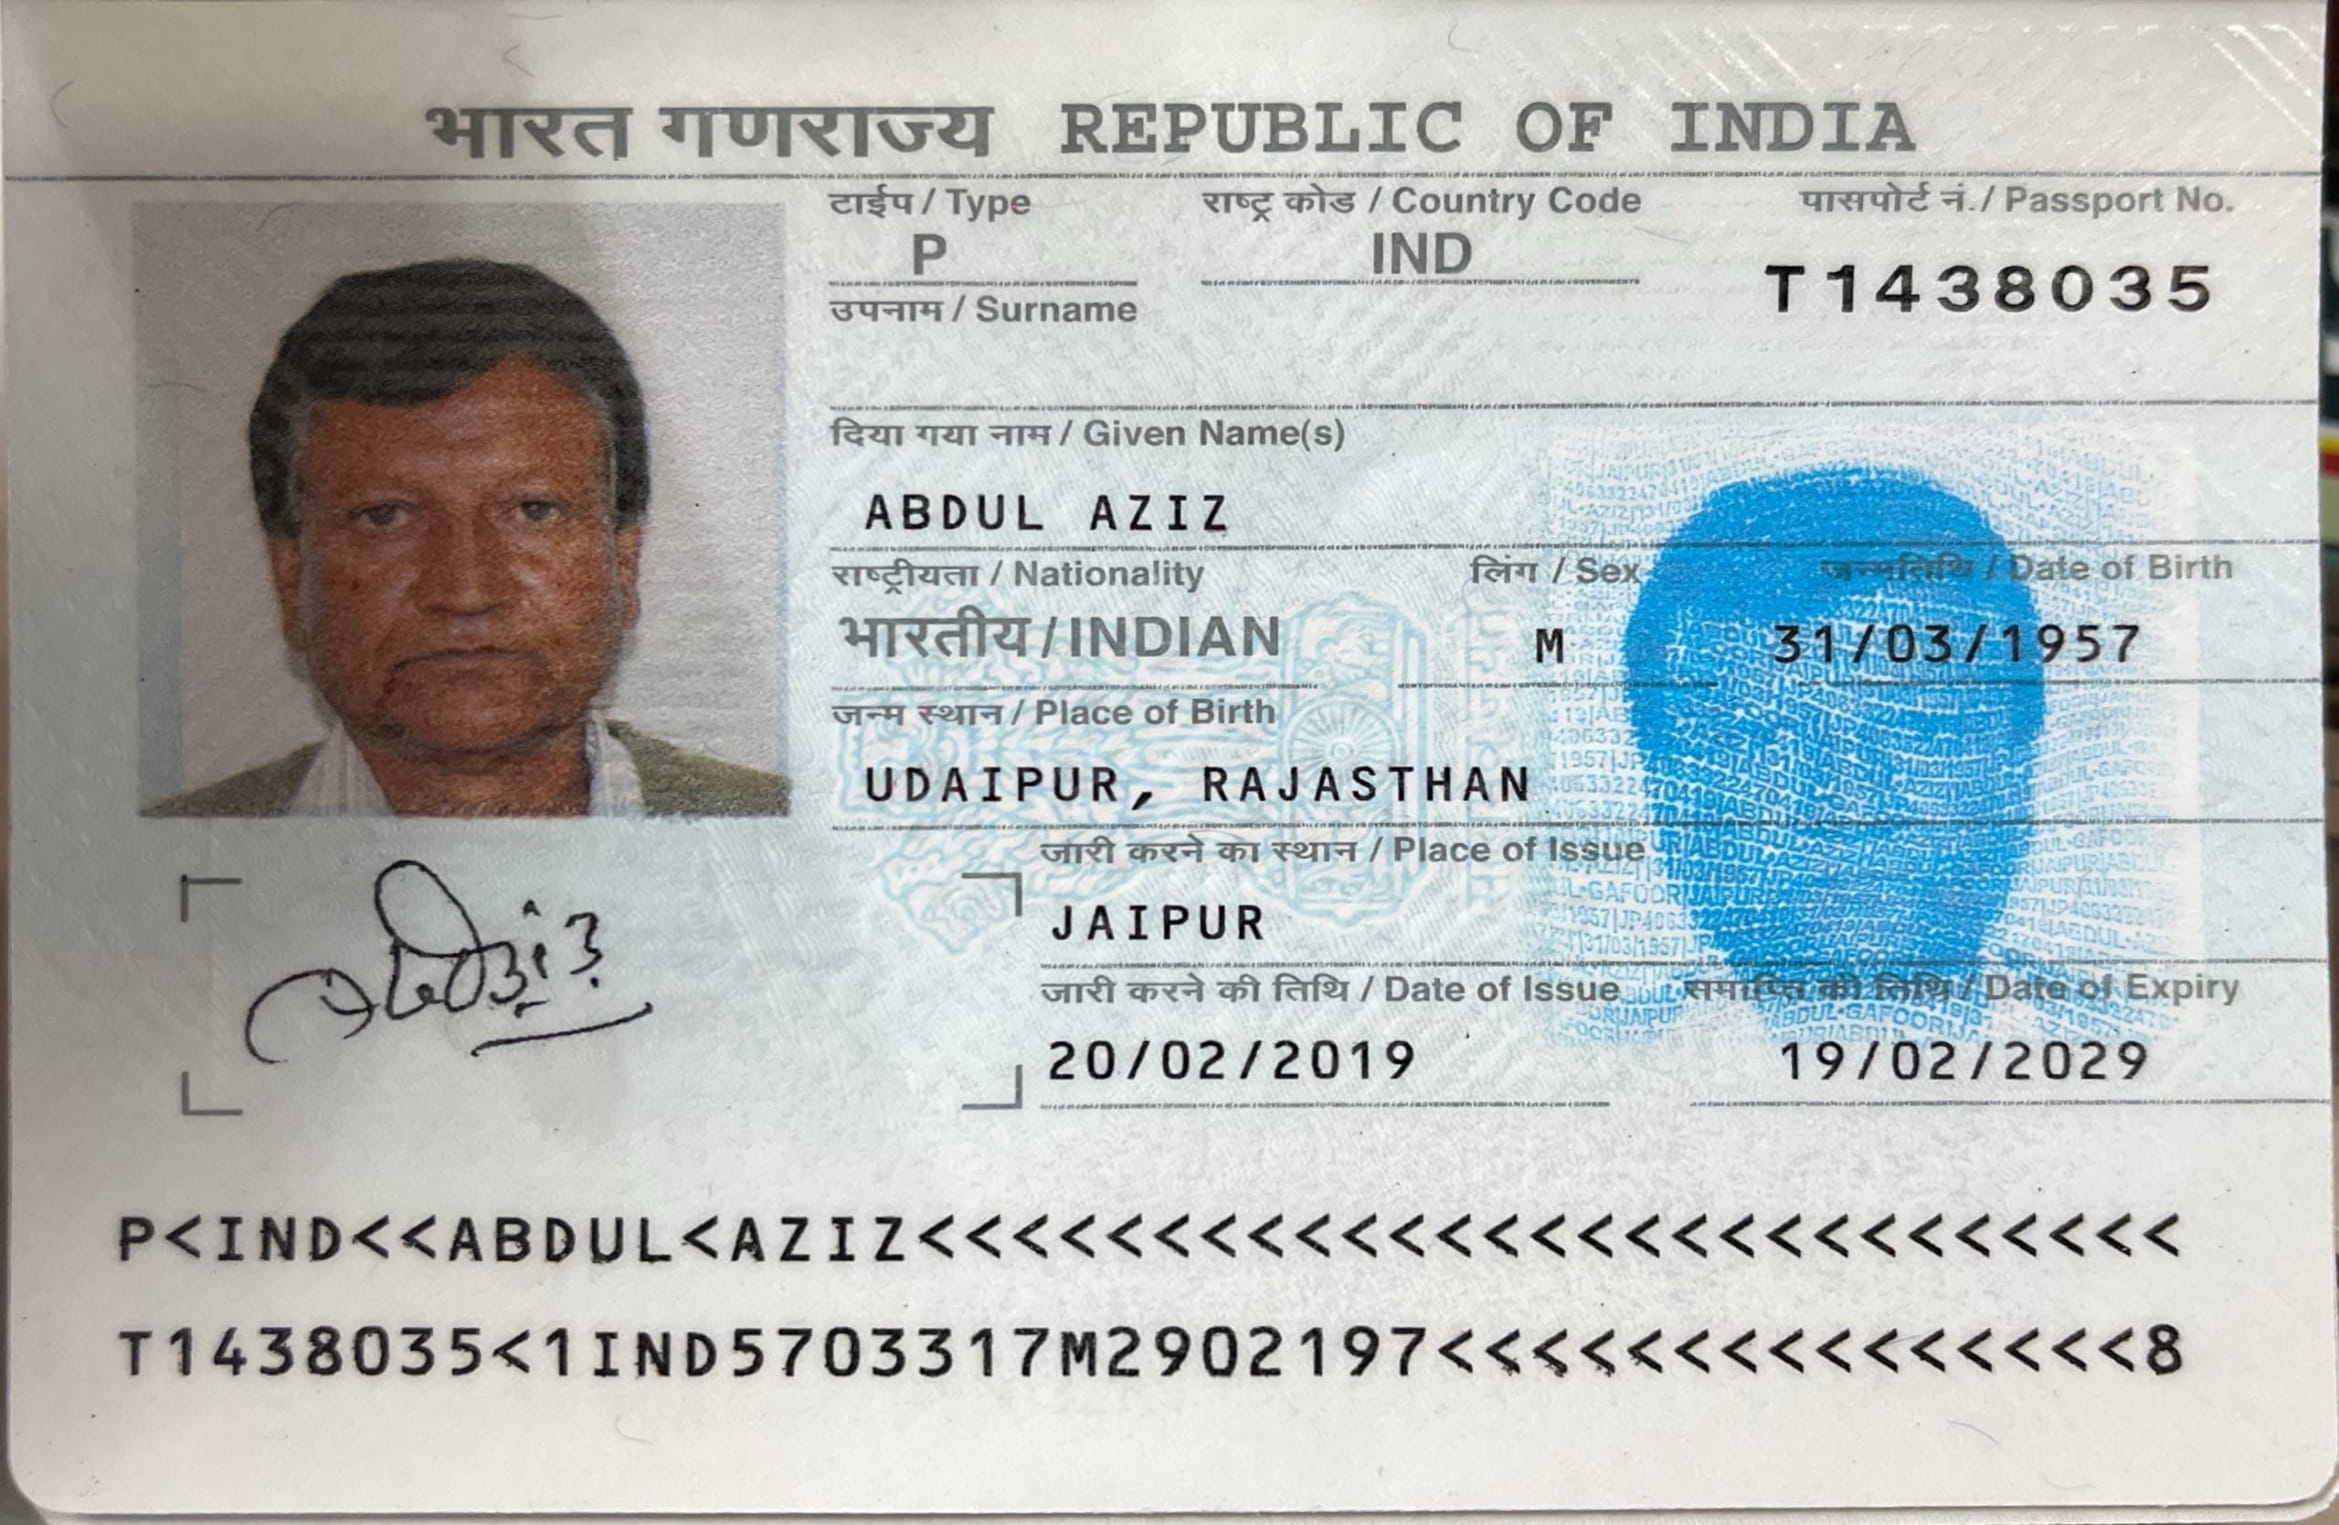 भारत गणराज्य REPUBLIC OF INDIA
टाईप / Type राष्ट्र कोड / Country Code पासपोर्ट नं. / Passport No.
P IND T1438035
उपनाम / Surname
दिया गया नाम / Given Name(s)
ABDUL AZIZ
राष्ट्रीयता / Nationality लिंग / Sex जन्मतिथि / Date of Birth
भारतीय / INDIAN M 31/03/1957
जन्म स्थान / Place of Birth
UDAIPUR, RAJASTHAN
जारी करने का स्थान / Place of Issue
JAIPUR
जारी करने की तिथि / Date of Issue समाप्ति की तिथि / Date of Expiry
20/02/2019 19/02/2029
P<IND<<ABDUL<AZIZ<<<<<<<<<<<<<<<<<<<<<<<<<<<
T1438035<1IND5703317M2902197<<<<<<<<<<<<<<<8